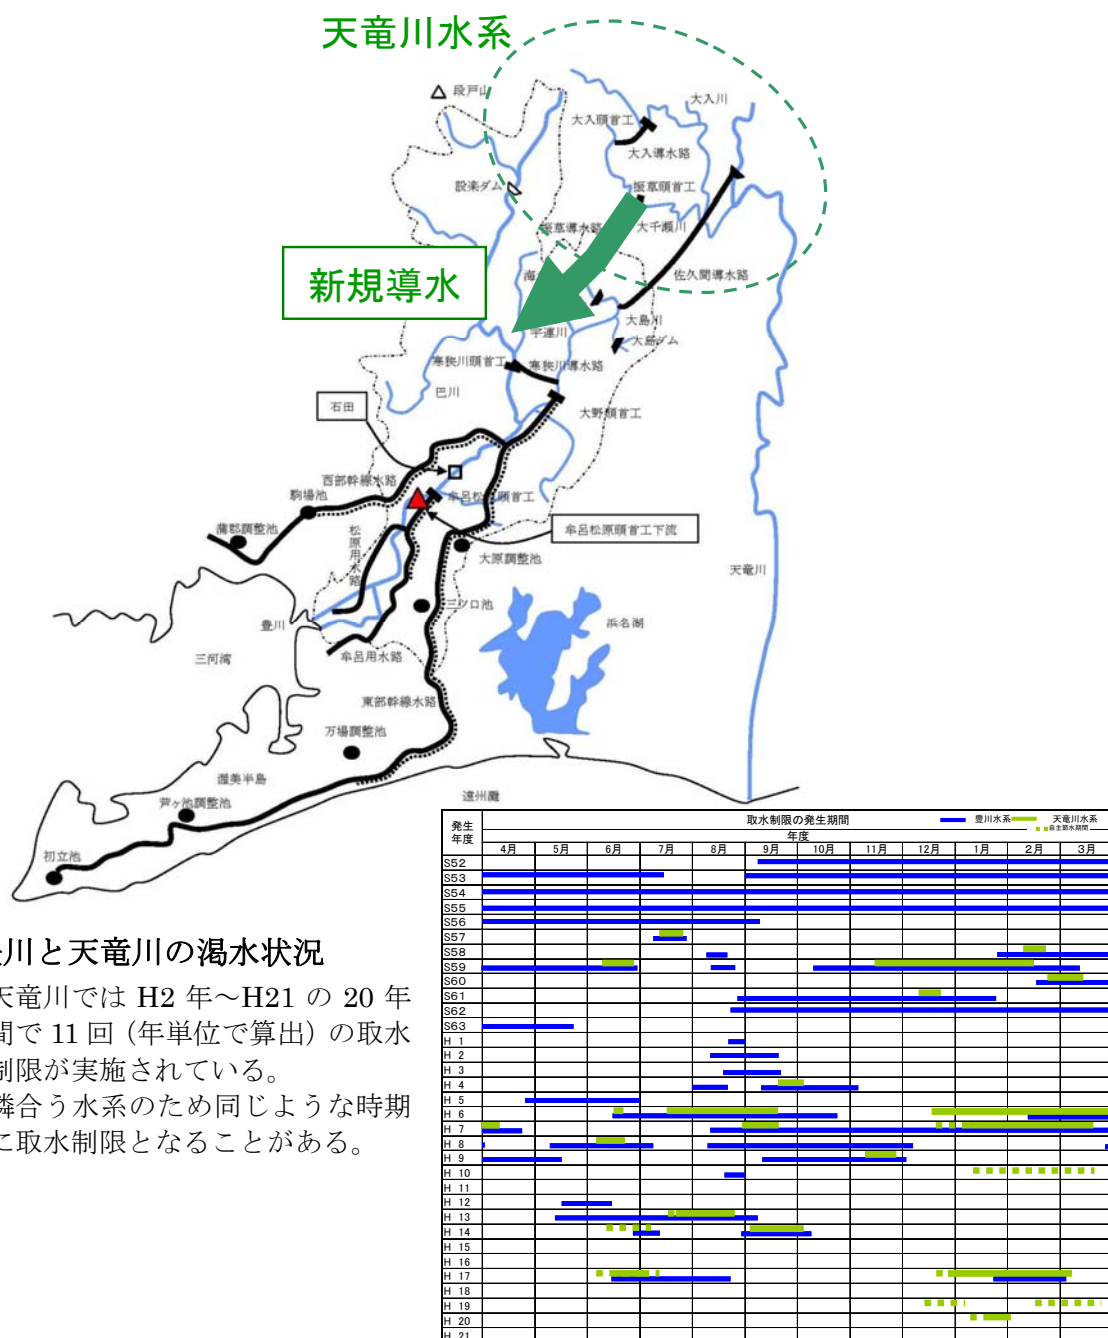 天竜川水系
段戸山
大入川
大入頭首工
大入導水路
設楽ダム
振草頭首工
振草導水路
大千瀬川
新規導水
佐久間導水路
大島川
宇連川
大島ダム
寒狭川頭首工
寒狭川導水路
巴川
石田
大野頭首工
西部幹線水路
駒場池
牟呂松原頭首工
蒲郡調整池
松原用水路
牟呂松原頭首工下流
大原調整池
天竜川
三ツ口池
豊川
浜名湖
三河湾
牟呂用水路
東部幹線水路
万場調整池
渥美半島
芦ヶ池調整池
遠州灘
初立池
川と天竜川の渇水状況
天竜川では H2 年~H21 の 20 年
間で 11 回（年単位で算出）の取水
制限が実施されている。
隣合う水系のため同じような時期
に取水制限となることがある。
発生年度
取水制限の発生期間
豊川水系
天竜川水系
自主節水期間
年度
4月 5月 6月 7月 8月 9月 10月 11月 12月 1月 2月 3月
S52
S53
S54
S55
S56
S57
S58
S59
S60
S61
S62
S63
H 1
H 2
H 3
H 4
H 5
H 6
H 7
H 8
H 9
H 10
H 11
H 12
H 13
H 14
H 15
H 16
H 17
H 18
H 19
H 20
H 21